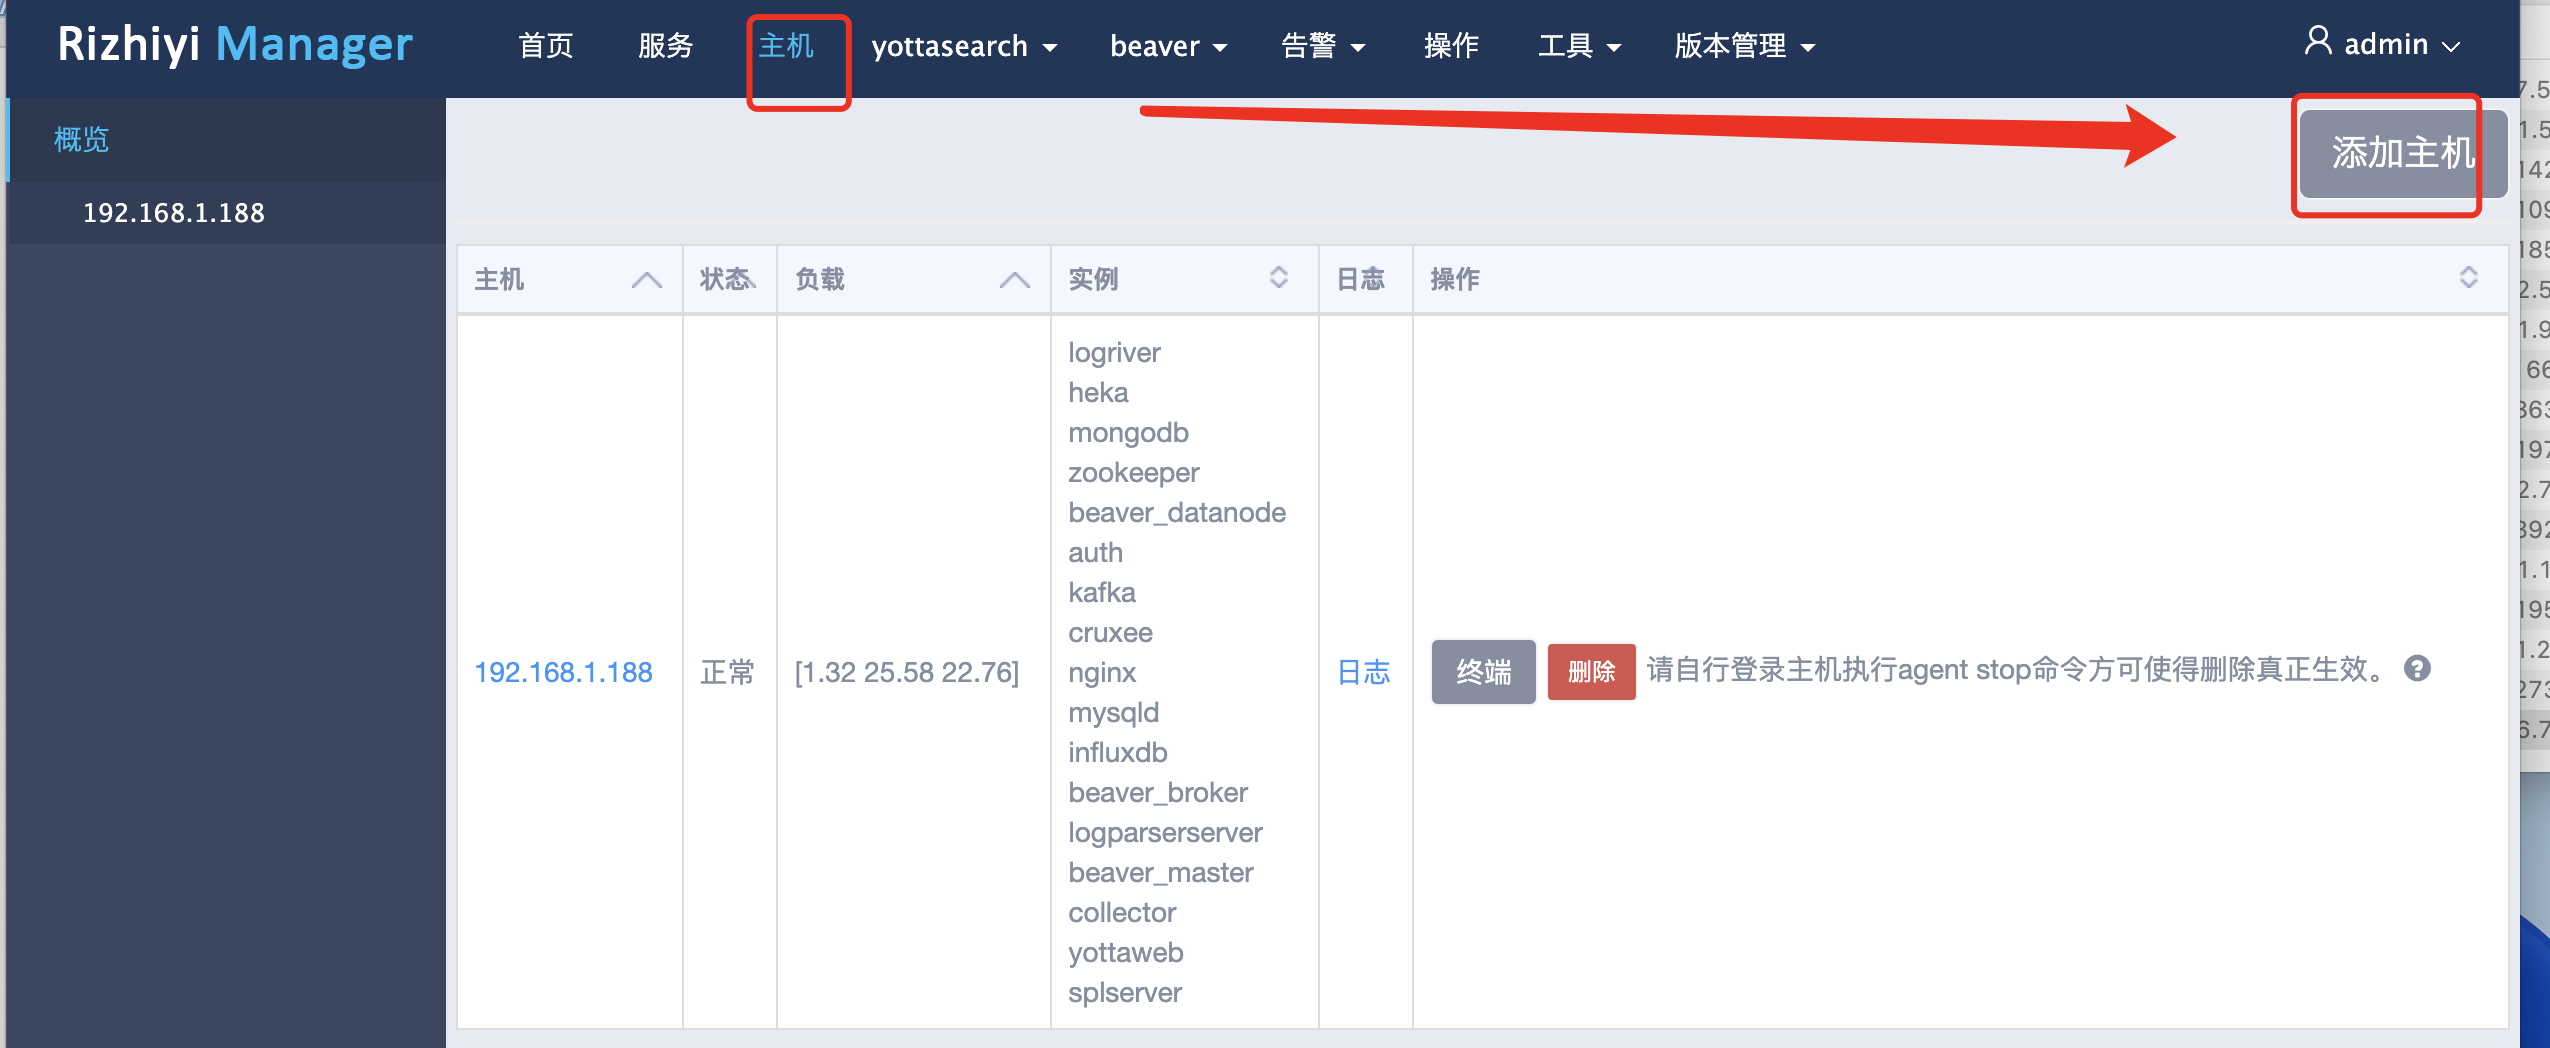 Rizhiyi Manager
首页
服务
主机
yottasearch
beaver
告警
操作
工具
版本管理
admin
概览
192.168.1.188
添加主机
主机
状态
负载
实例
日志
操作
logriver
heka
mongodb
zookeeper
beaver_datanode
auth
kafka
cruxee
nginx
mysqld
influxdb
beaver_broker
logparserserver
beaver_master
collector
yottaweb
splserver
192.168.1.188
正常
[1.32 25.58 22.76]
日志
终端
删除
请自行登录主机执行agent stop命令方可使得删除真正生效。